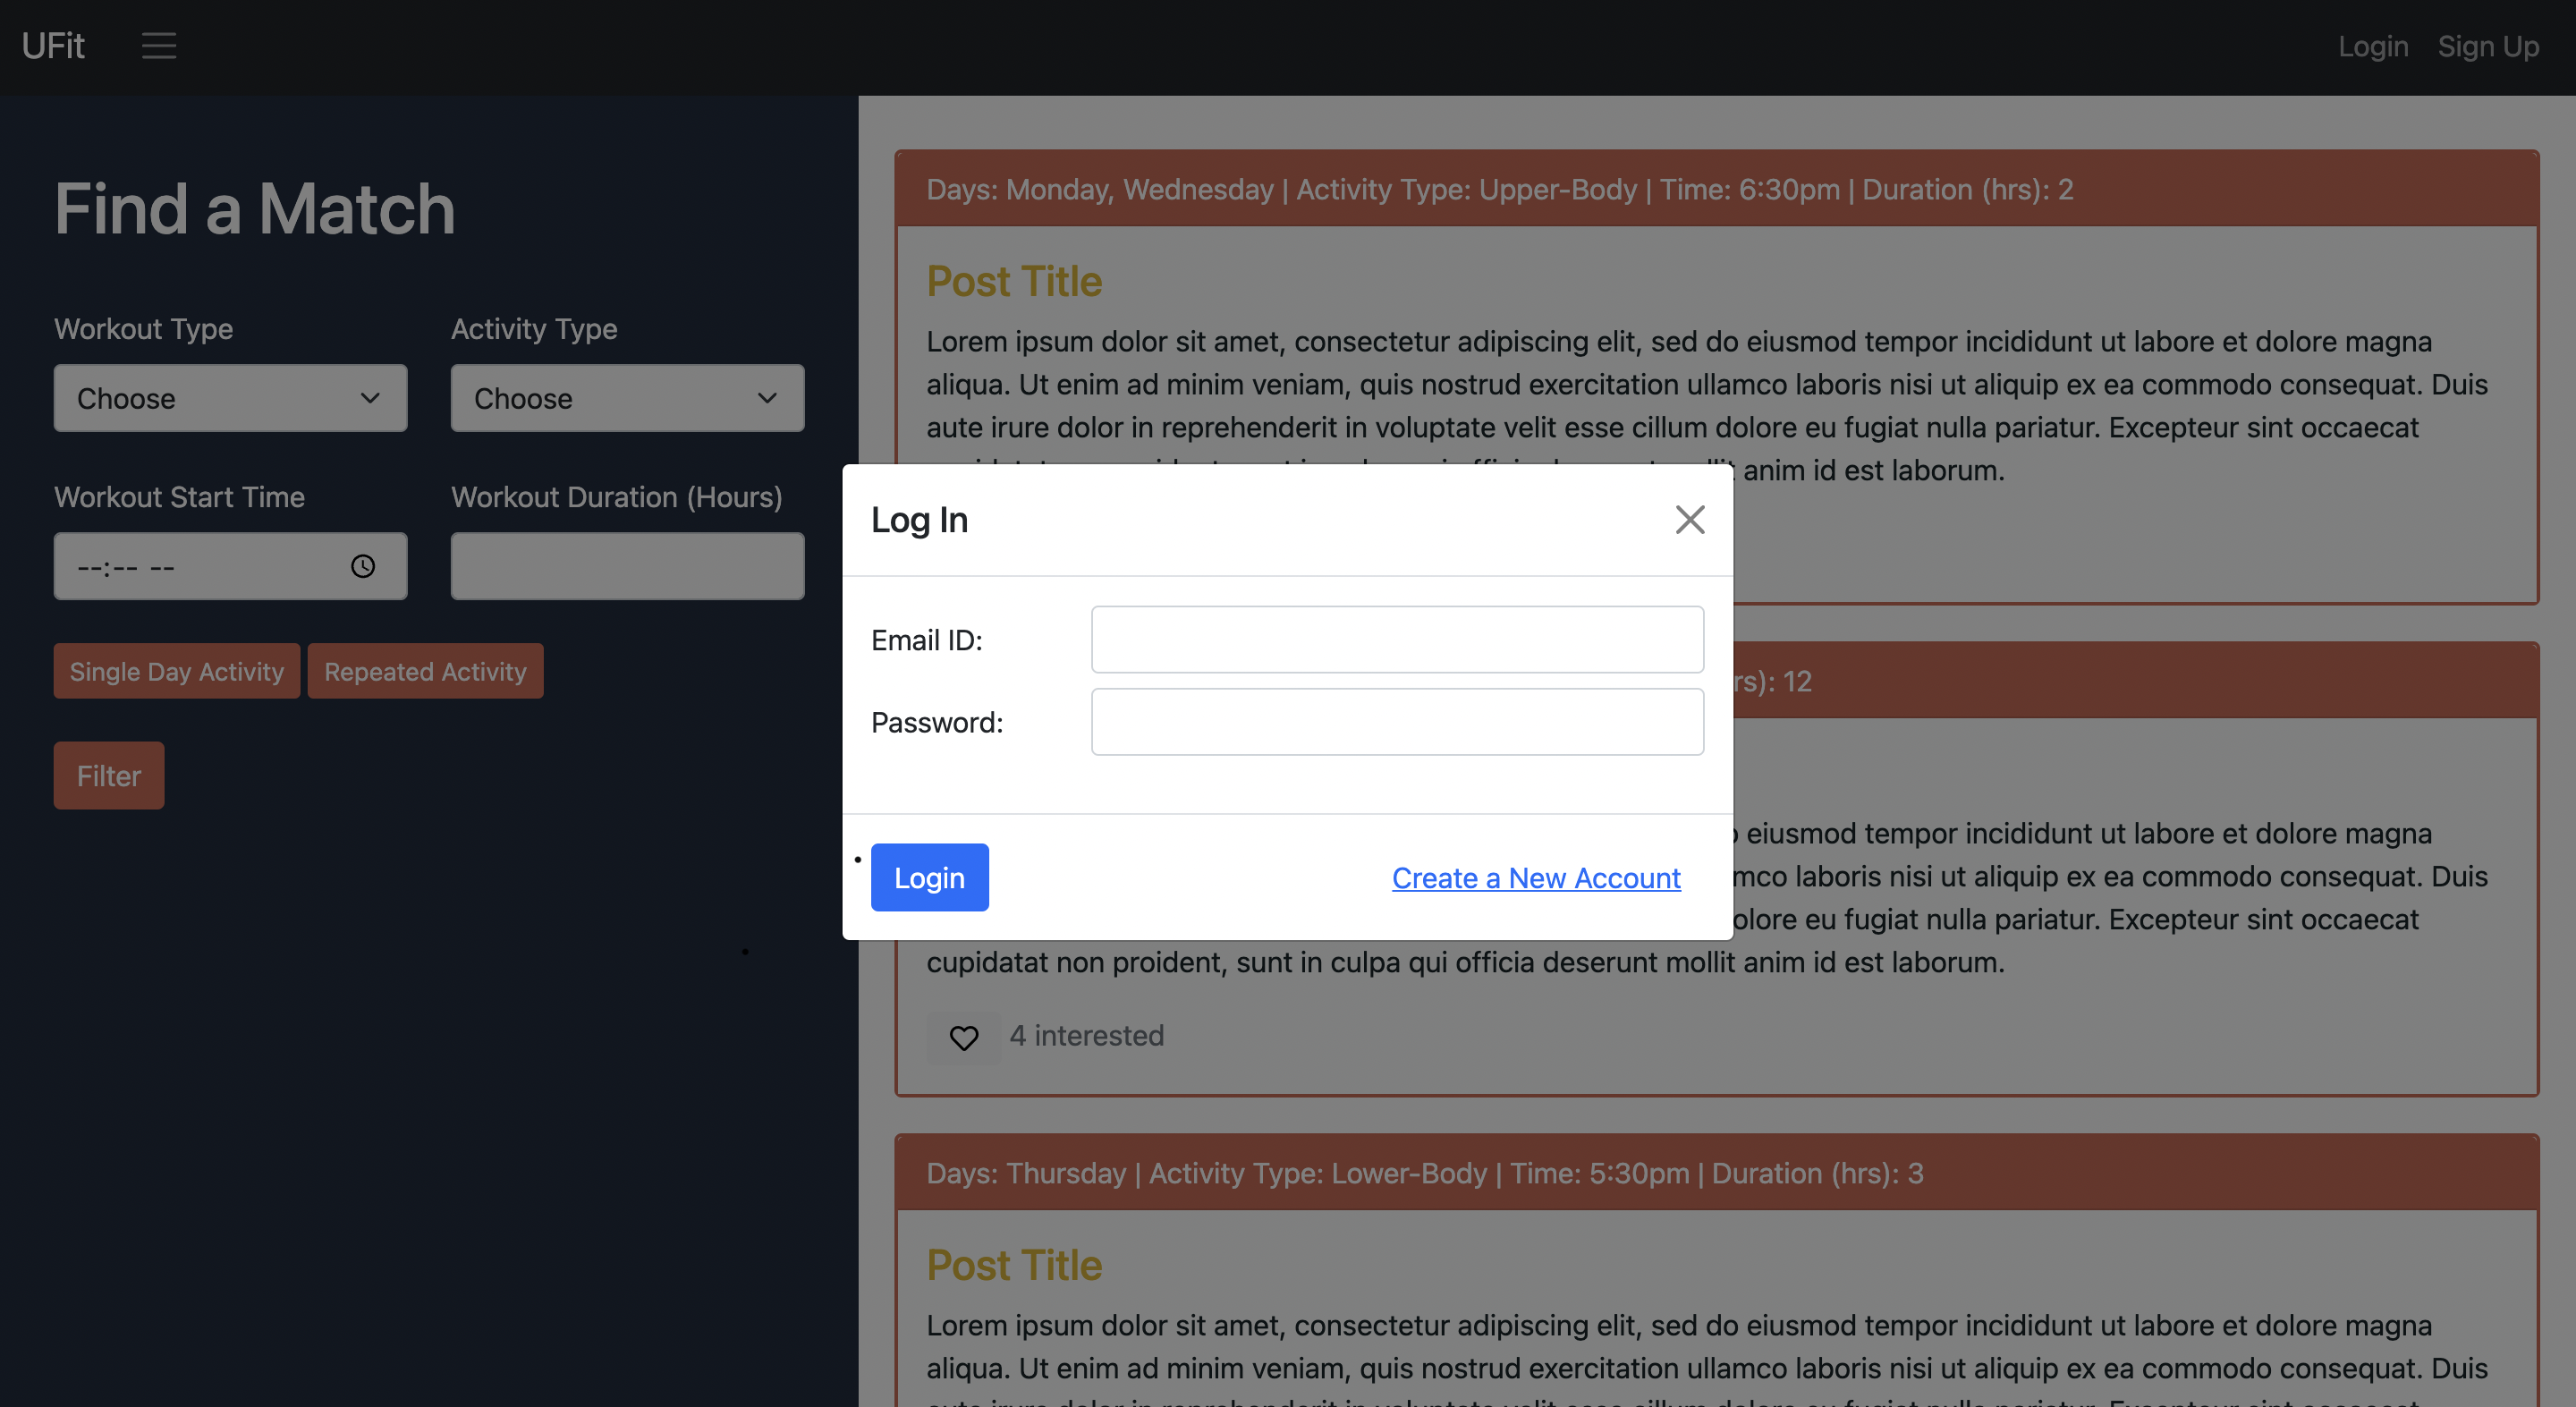 UFit
Login Sign Up
Find a Match
Workout Type
Activity Type
Choose
Choose
Workout Start Time
Workout Duration (Hours)
--:-- --
Single Day Activity
Repeated Activity
Filter
Days: Monday, Wednesday | Activity Type: Upper-Body | Time: 6:30pm | Duration (hrs): 2
Post Title
Lorem ipsum dolor sit amet, consectetur adipiscing elit, sed do eiusmod tempor incididunt ut labore et dolore magna
aliqua. Ut enim ad minim veniam, quis nostrud exercitation ullamco laboris nisi ut aliquip ex ea commodo consequat. Duis
aute irure dolor in reprehenderit in voluptate velit esse cillum dolore eu fugiat nulla pariatur. Excepteur sint occaecat
anim id est laborum.
Log In
Email ID:
Password:
Login
Create a New Account
rs): 12
eiusmod tempor incididunt ut labore et dolore magna
mco laboris nisi ut aliquip ex ea commodo consequat. Duis
olore eu fugiat nulla pariatur. Excepteur sint occaecat
cupidatat non proident, sunt in culpa qui officia deserunt mollit anim id est laborum.
4 interested
Days: Thursday | Activity Type: Lower-Body | Time: 5:30pm | Duration (hrs): 3
Post Title
Lorem ipsum dolor sit amet, consectetur adipiscing elit, sed do eiusmod tempor incididunt ut labore et dolore magna
aliqua. Ut enim ad minim veniam, quis nostrud exercitation ullamco laboris nisi ut aliquip ex ea commodo consequat. Duis